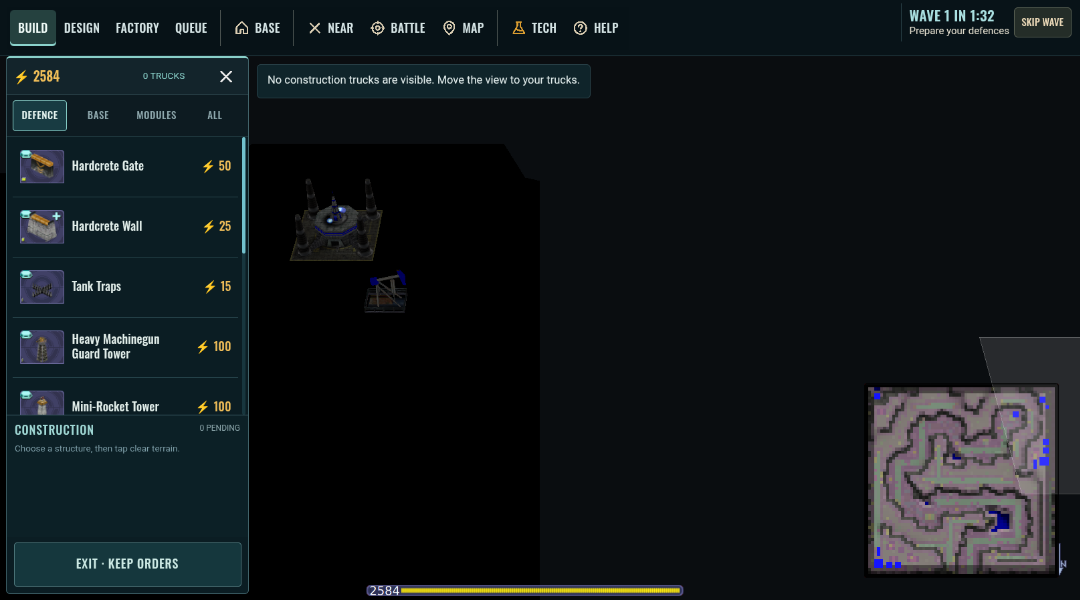 BUILD DESIGN FACTORY QUEUE BASE NEAR BATTLE MAP TECH HELP
WAVE 1 IN 1:32
Prepare your defences
SKIP WAVE
2584
0 TRUCKS
No construction trucks are visible. Move the view to your trucks.
DEFENCE BASE MODULES ALL
Hardcrete Gate 50
Hardcrete Wall 25
Tank Traps 15
Heavy Machinegun
Guard Tower 100
Mini-Rocket Tower 100
CONSTRUCTION 0 PENDING
Choose a structure, then tap clear terrain.
EXIT · KEEP ORDERS
2584
N